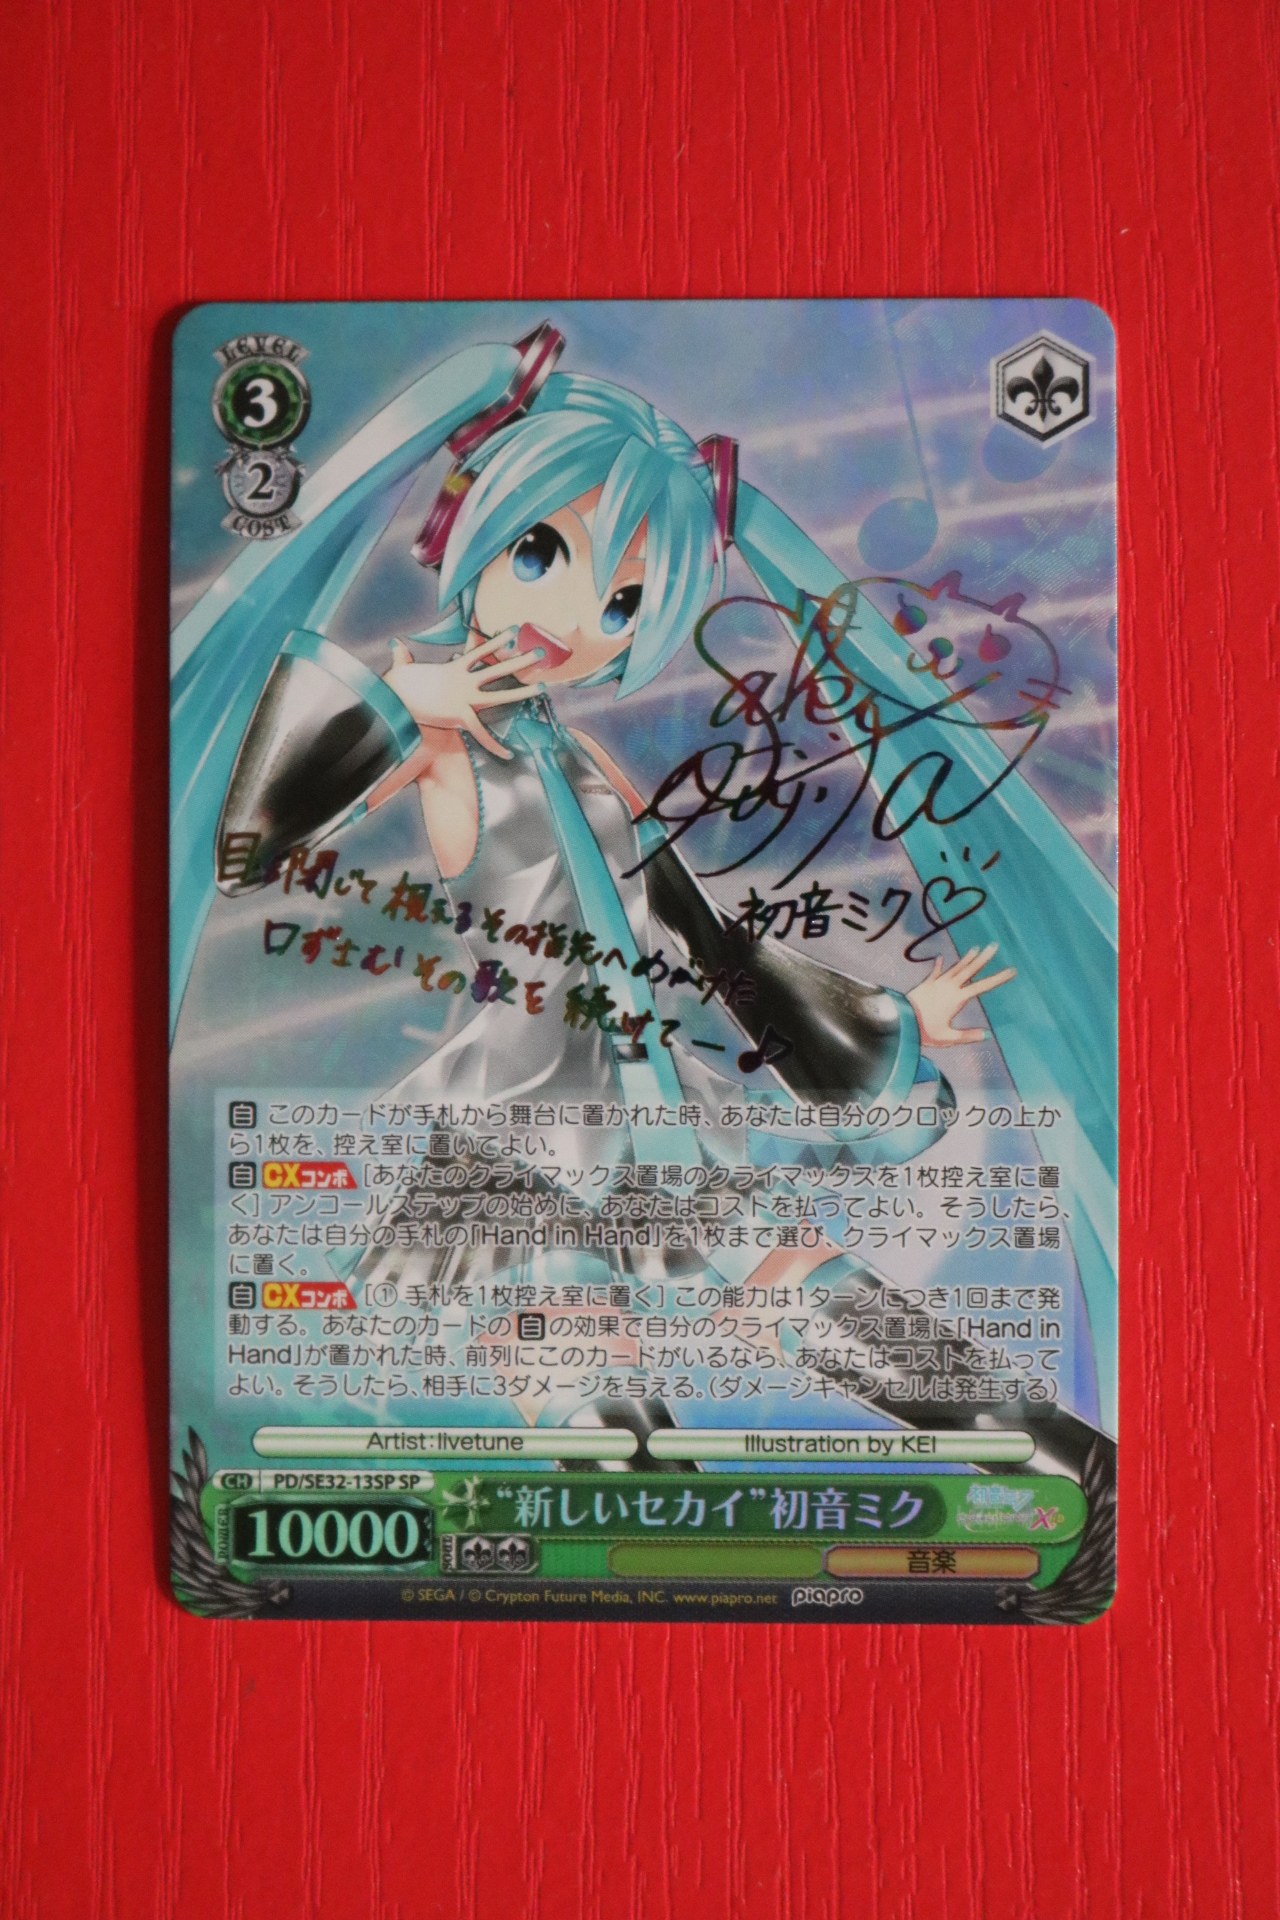 LEVEL
3
2
COST
Saki
Fujita
初音ミク
目を閉じて視えるその指先へめがけた
口ずさむしその歌を続けてー♪
自 このカードが手札から舞台に置かれた時、あなたは自分のクロックの上か
ら1枚を、控え室に置いてよい。
自 CXコンボ [あなたのクライマックス置場のクライマックスを1枚控え室に置
く] アンコールステップの始めに、あなたはコストを払ってよい。そうしたら、
あなたは自分の手札の「Hand in Hand」を1枚まで選び、クライマックス置場
に置く。
自 CXコンボ [① 手札を1枚控え室に置く] この能力は1ターンにつき1回まで発
動する。あなたのカードの 自 の効果で自分のクライマックス置場に「Hand in
Hand」が置かれた時、前列にこのカードがいるなら、あなたはコストを払って
よい。そうしたら、相手に3ダメージを与える。(ダメージキャンセルは発生する)
Artist:livetune
Illustration by KEI
CH PD/SE32-13SP SP
"新しいセカイ"初音ミク
初音ミク
POWER 10000
SOUL
音楽
© SEGA / © Crypton Future Media, INC. www.piapro.net piapro